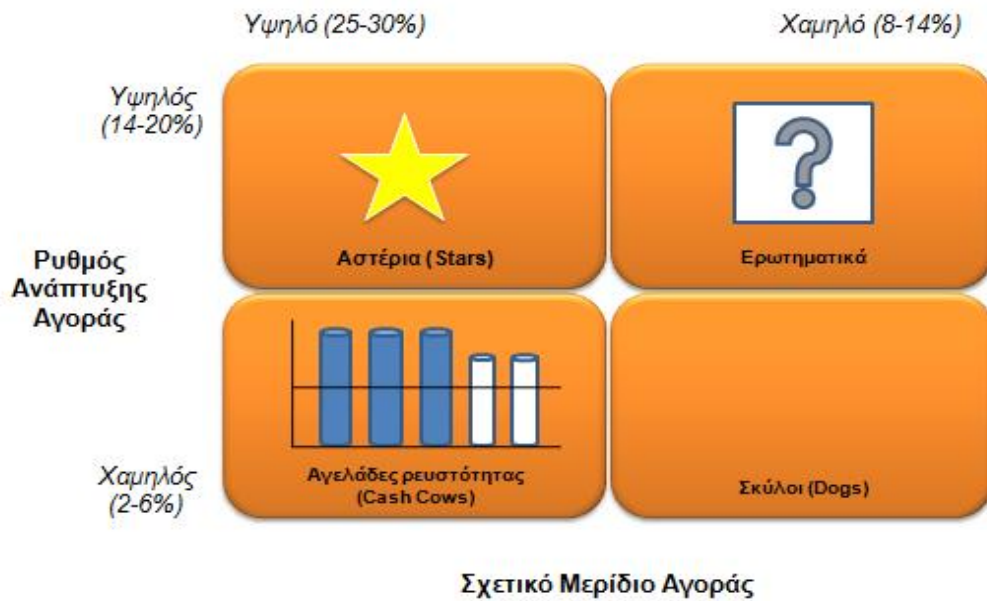 Υψηλό (25-30%)
Χαμηλό (8-14%)
Υψηλός
(14-20%)
Αστέρια (Stars)
?
Ερωτηματικά
Ρυθμός
Ανάπτυξης
Αγοράς
Χαμηλός
(2-6%)
Αγελάδες ρευστότητας
(Cash Cows)
Σκύλοι (Dogs)
Σχετικό Μερίδιο Αγοράς